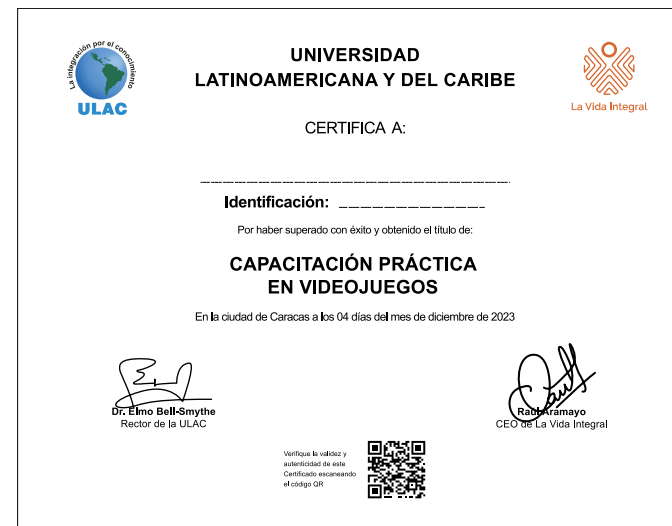 La integración por el conocimiento
ULAC
UNIVERSIDAD
LATINOAMERICANA Y DEL CARIBE
La Vida Integral
CERTIFICA A:
Identificación:
Por haber superado con éxito y obtenido el título de:
CAPACITACIÓN PRÁCTICA
EN VIDEOJUEGOS
En la ciudad de Caracas a los 04 días del mes de diciembre de 2023
Dr. Elmo Bell-Smythe
Rector de la ULAC
Raúl Aramayo
CEO de La Vida Integral
Verifique la validez y
autenticidad de este
Certificado escaneando
el código QR